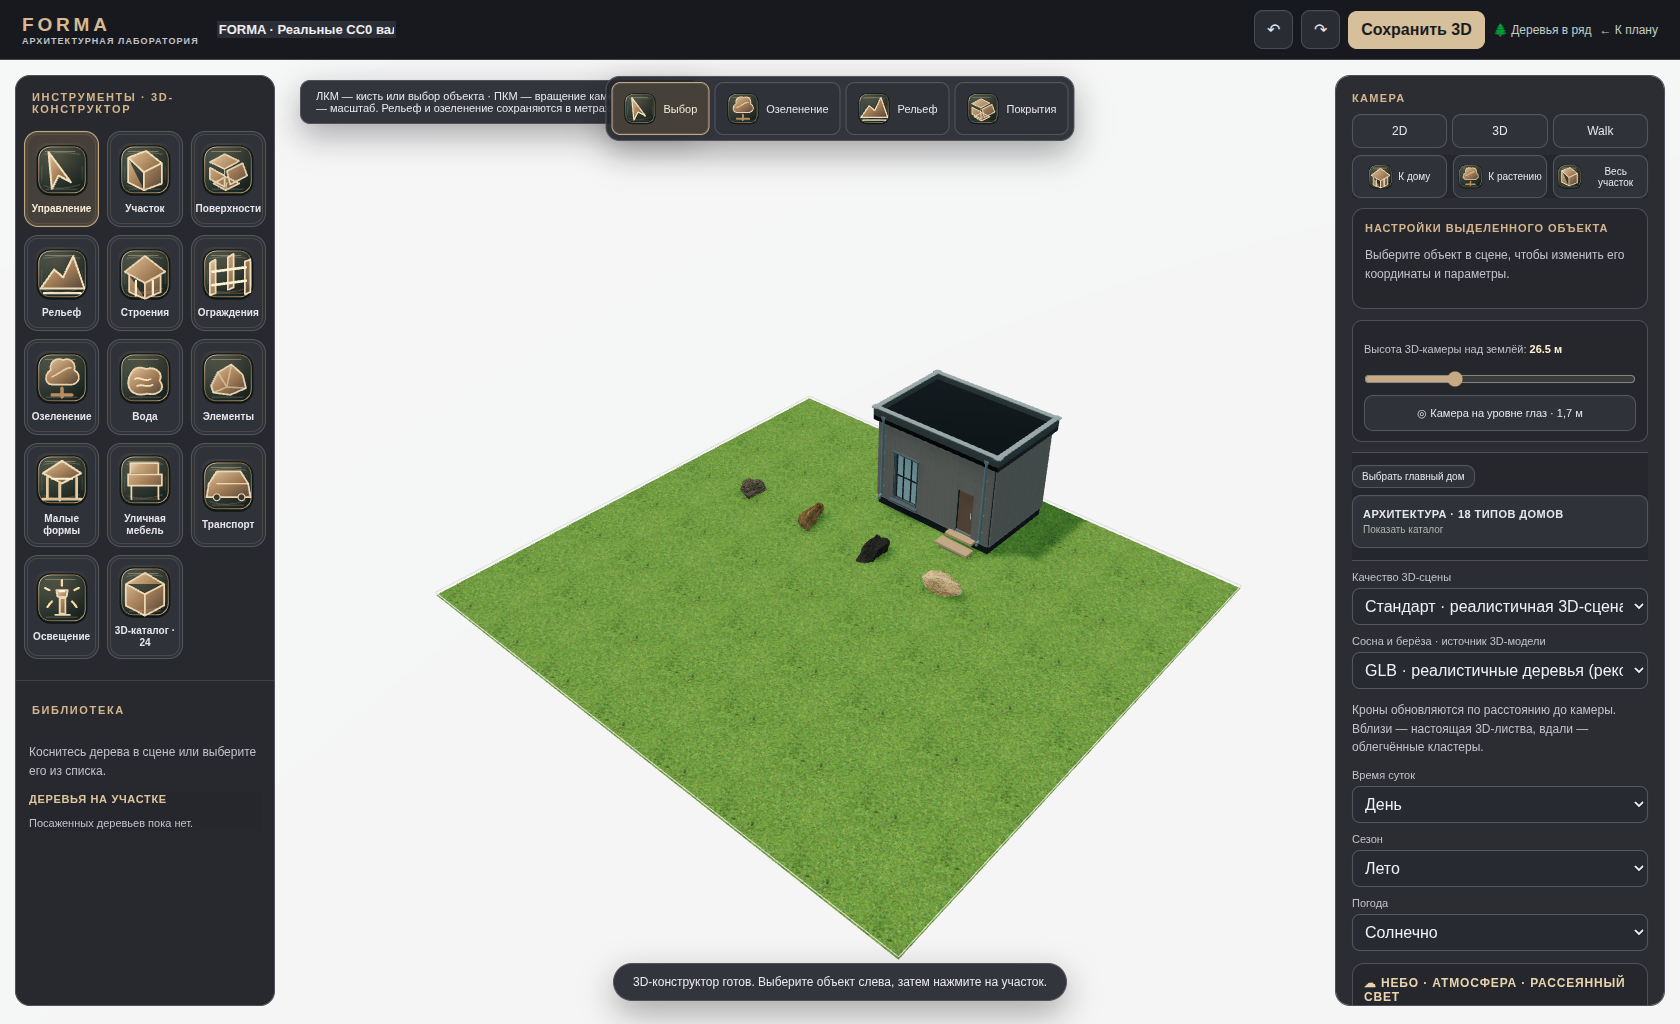 FORMA
АРХИТЕКТУРНАЯ ЛАБОРАТОРИЯ
FORMA · Реальные CC0
Сохранить 3D
🌲 Деревья в ряд
← К плану
ИНСТРУМЕНТЫ · 3D-
КОНСТРУКТОР
Управление
Участок
Поверхности
Рельеф
Строения
Ограждения
Озеленение
Вода
Элементы
Малые
формы
Уличная
мебель
Транспорт
Освещение
3D-каталог ·
24
БИБЛИОТЕКА
Коснитесь дерева в сцене или выберите
его из списка.
ДЕРЕВЬЯ НА УЧАСТКЕ
Посаженных деревьев пока нет.
ЛКМ — кисть или выбор объекта · ПКМ — вращение
— масштаб. Рельеф и озеленение сохраняются в
Выбор
Озеленение
Рельеф
Покрытия
3D-конструктор готов. Выберите объект слева, затем нажмите на участок.
КАМЕРА
2D
3D
Walk
К дому
К растению
Весь
участок
НАСТРОЙКИ ВЫДЕЛЕННОГО ОБЪЕКТА
Выберите объект в сцене, чтобы изменить его
координаты и параметры.
Высота 3D-камеры над землёй: 26.5 м
◎ Камера на уровне глаз · 1,7 м
Выбрать главный дом
АРХИТЕКТУРА · 18 ТИПОВ ДОМОВ
Показать каталог
Качество 3D-сцены
Стандарт · реалистичная 3D-сцена
Сосна и берёза · источник 3D-модели
GLB · реалистичные деревья
Кроны обновляются по расстоянию до камеры.
Вблизи — настоящая 3D-листва, вдали —
облегчённые кластеры.
Время суток
День
Сезон
Лето
Погода
Солнечно
☁ НЕБО · АТМОСФЕРА · РАССЕЯННЫЙ
СВЕТ